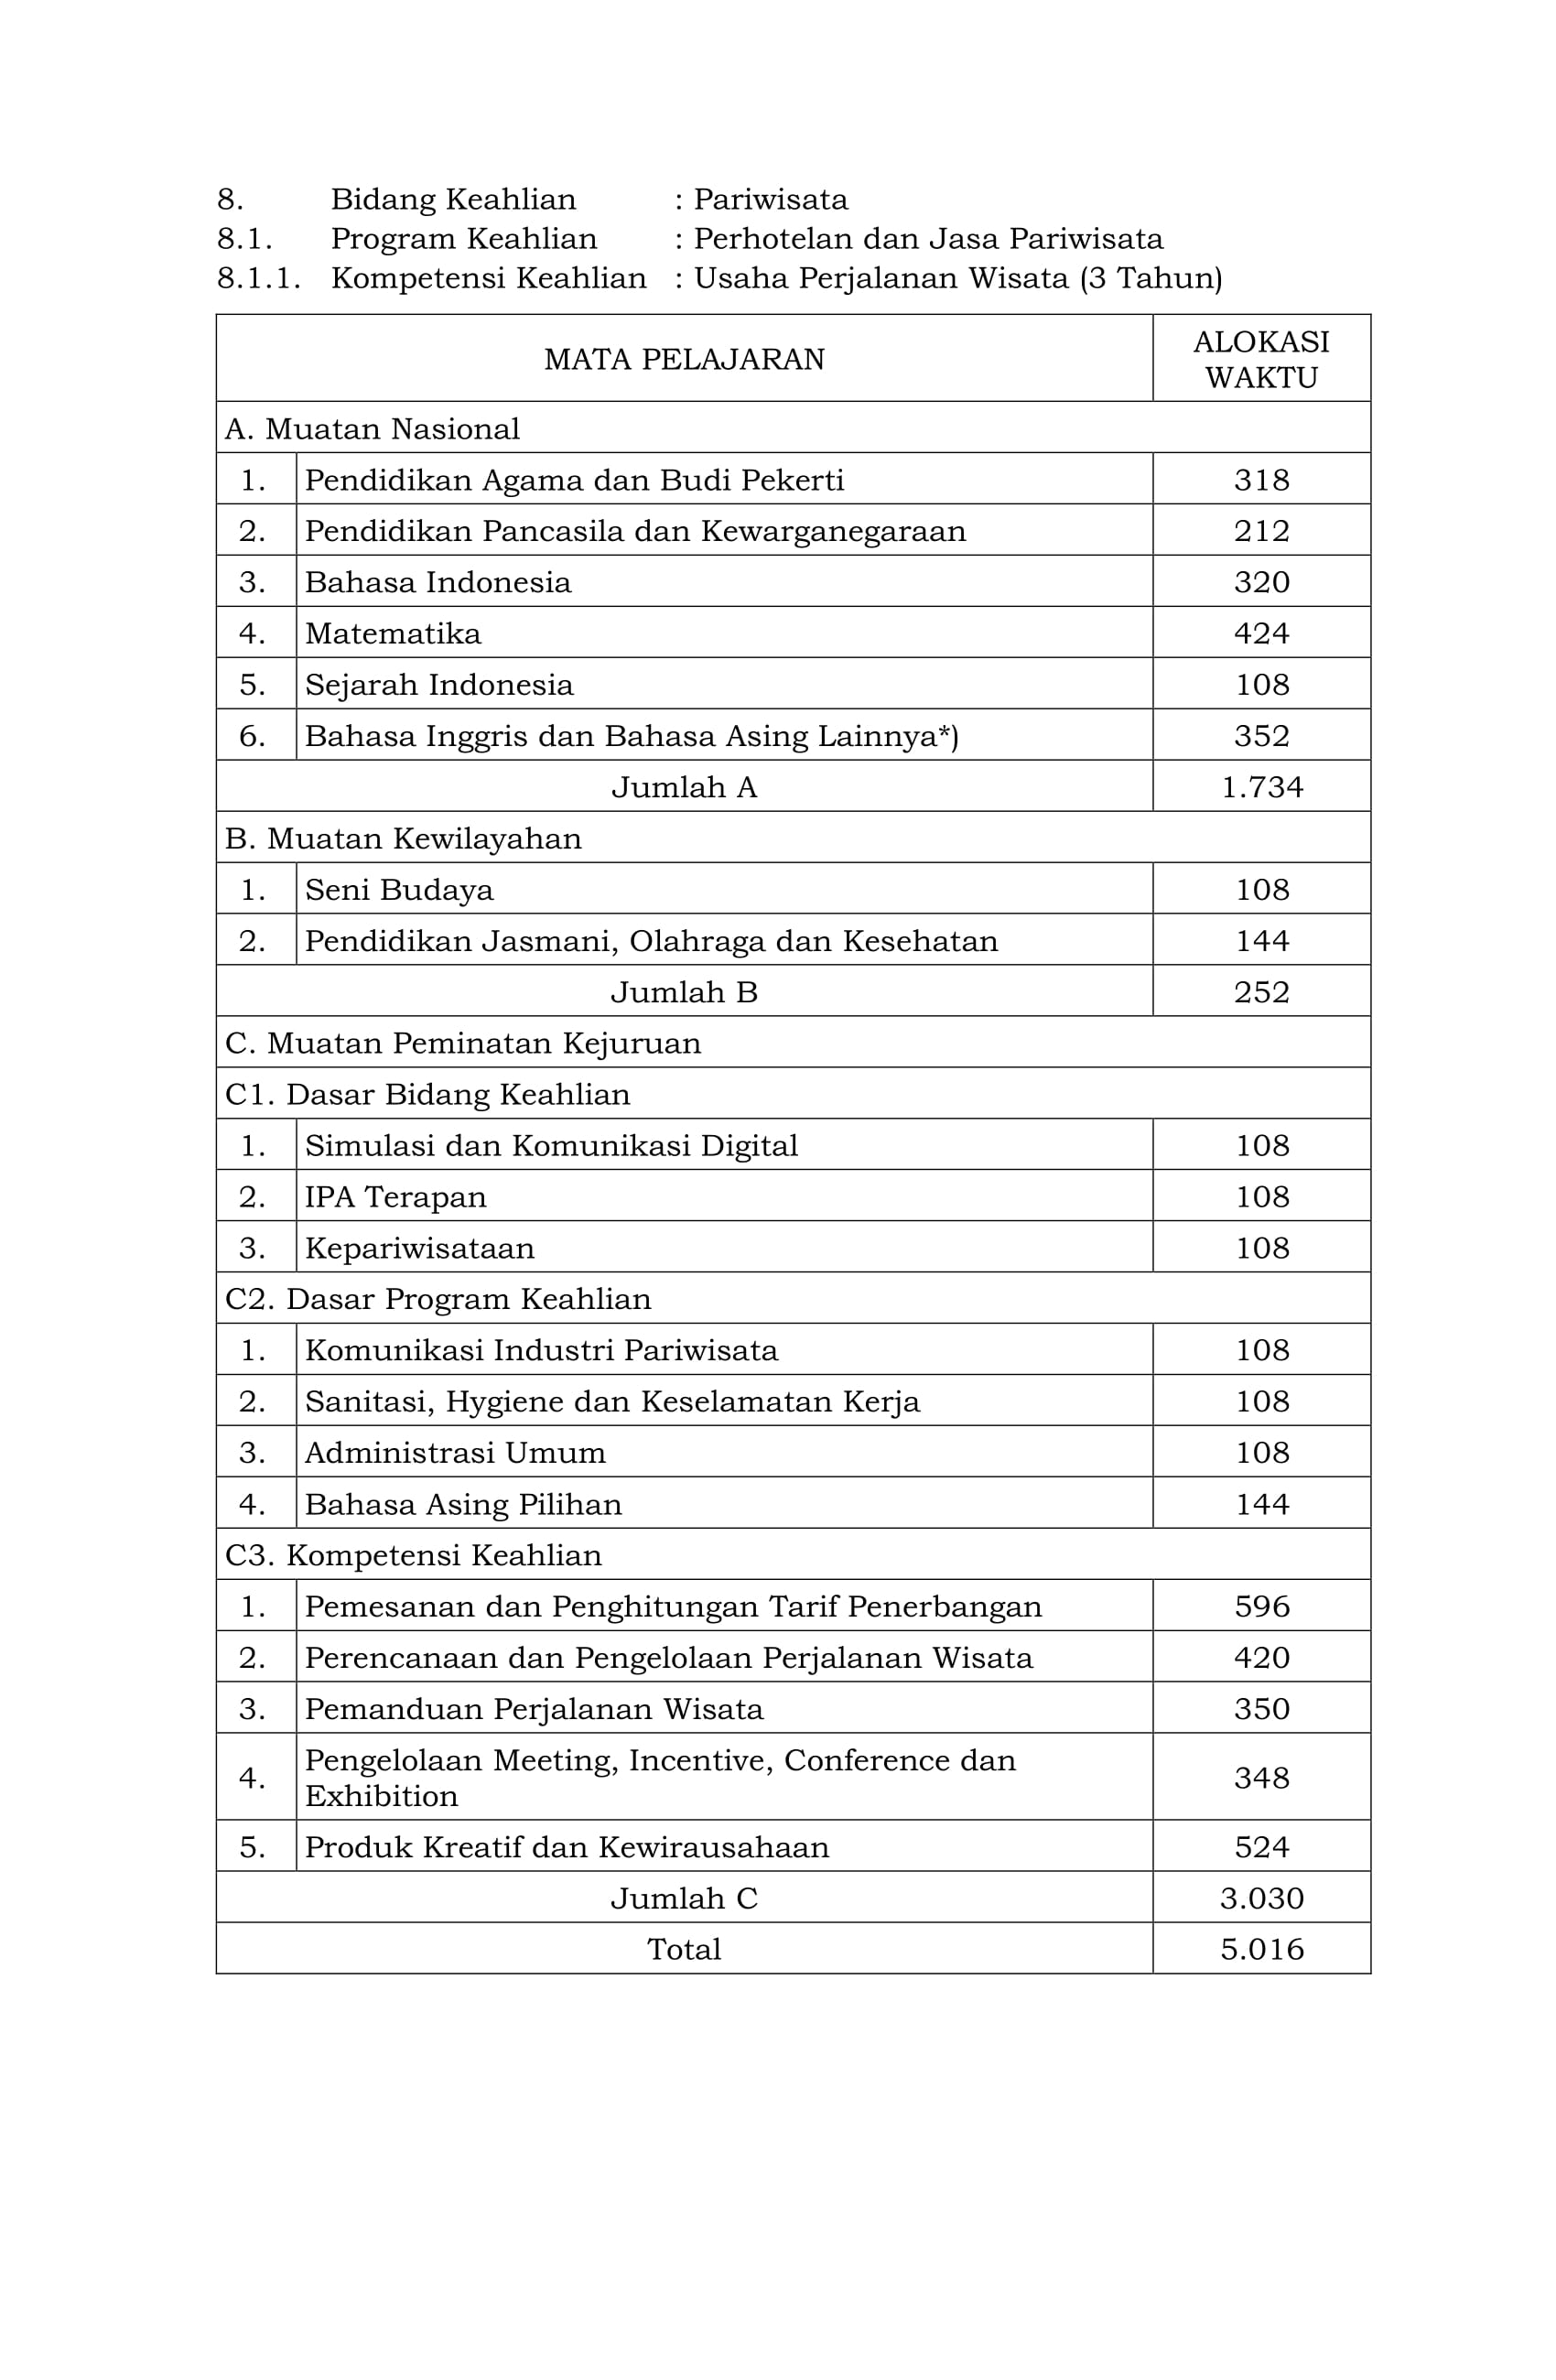 8. Bidang Keahlian : Pariwisata
8.1. Program Keahlian : Perhotelan dan Jasa Pariwisata
8.1.1. Kompetensi Keahlian : Usaha Perjalanan Wisata (3 Tahun)
MATA PELAJARAN ALOKASI
WAKTU
A. Muatan Nasional
1. Pendidikan Agama dan Budi Pekerti 318
2. Pendidikan Pancasila dan Kewarganegaraan 212
3. Bahasa Indonesia 320
4. Matematika 424
5. Sejarah Indonesia 108
6. Bahasa Inggris dan Bahasa Asing Lainnya*) 352
Jumlah A 1.734
B. Muatan Kewilayahan
1. Seni Budaya 108
2. Pendidikan Jasmani, Olahraga dan Kesehatan 144
Jumlah B 252
C. Muatan Peminatan Kejuruan
C1. Dasar Bidang Keahlian
1. Simulasi dan Komunikasi Digital 108
2. IPA Terapan 108
3. Kepariwisataan 108
C2. Dasar Program Keahlian
1. Komunikasi Industri Pariwisata 108
2. Sanitasi, Hygiene dan Keselamatan Kerja 108
3. Administrasi Umum 108
4. Bahasa Asing Pilihan 144
C3. Kompetensi Keahlian
1. Pemesanan dan Penghitungan Tarif Penerbangan 596
2. Perencanaan dan Pengelolaan Perjalanan Wisata 420
3. Pemanduan Perjalanan Wisata 350
4. Pengelolaan Meeting, Incentive, Conference dan
Exhibition 348
5. Produk Kreatif dan Kewirausahaan 524
Jumlah C 3.030
Total 5.016